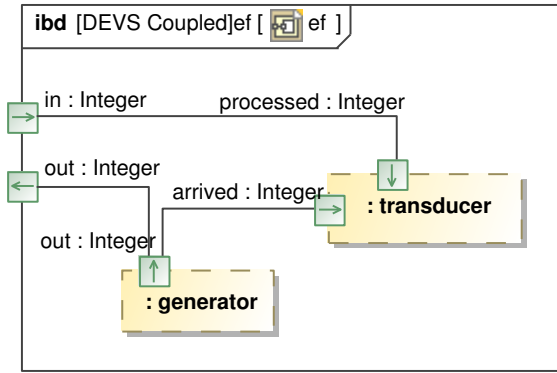 ibd [DEVS Coupled]ef [ ef ]
in : Integer
processed : Integer
out : Integer
arrived : Integer
: transducer
out : Integer
: generator